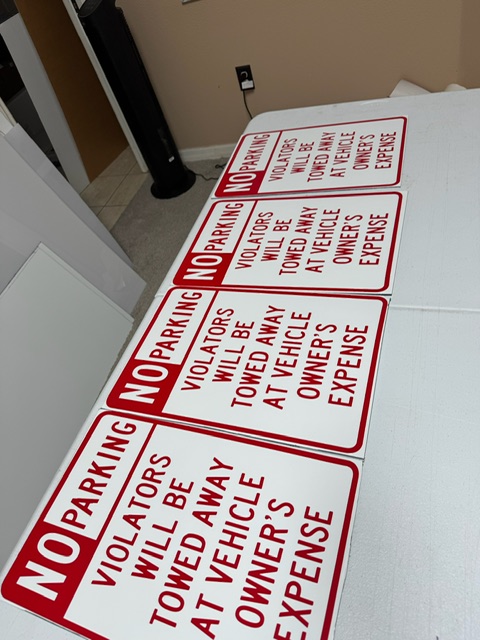 NO PARKING
VIOLATORS
WILL BE
TOWED AWAY
AT VEHICLE
OWNER'S
EXPENSE
NO PARKING
VIOLATORS
WILL BE
TOWED AWAY
AT VEHICLE
OWNER'S
EXPENSE
NO PARKING
VIOLATORS
WILL BE
TOWED AWAY
AT VEHICLE
OWNER'S
EXPENSE
NO PARKING
VIOLATORS
WILL BE
TOWED AWAY
AT VEHICLE
OWNER'S
EXPENSE